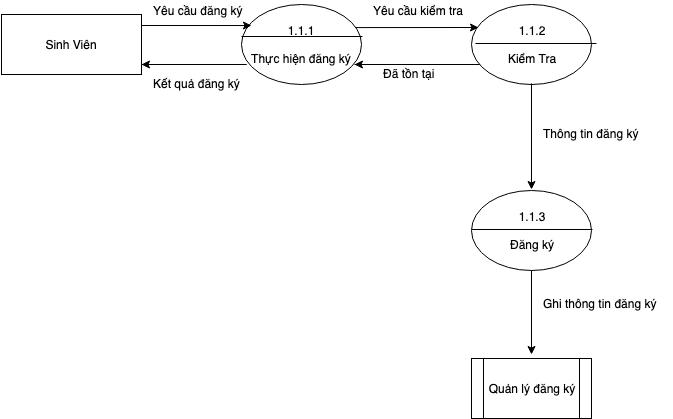 Yêu cầu đăng ký
Yêu cầu kiểm tra
1.1.1
1.1.2
Sinh Viên
Thực hiện đăng ký
Kiểm Tra
Đã tồn tại
Kết quả đăng ký
Thông tin đăng ký
1.1.3
Đăng ký
Ghi thông tin đăng ký
Quản lý đăng ký